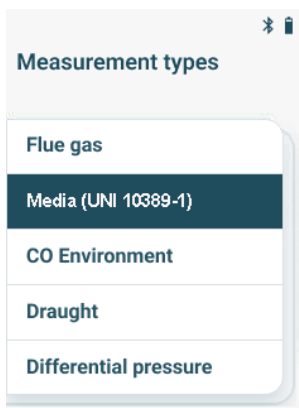 Measurement types
Flue gas
Media (UNI 10389-1)
CO Environment
Draught
Differential pressure